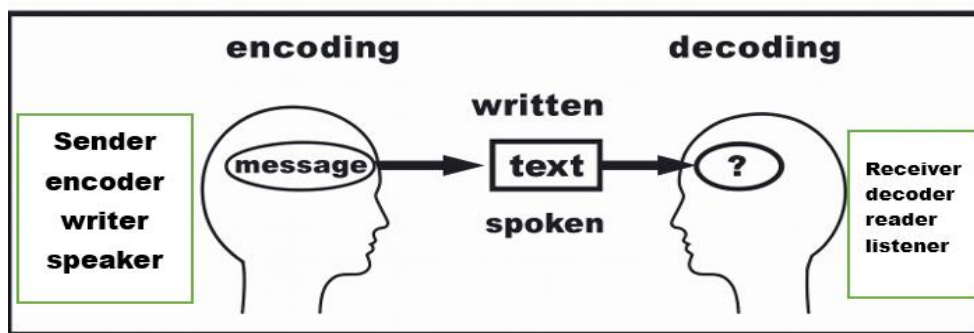 encoding
decoding
Sender
encoder
writer
speaker
message
written
text
spoken
?
Receiver
decoder
reader
listener